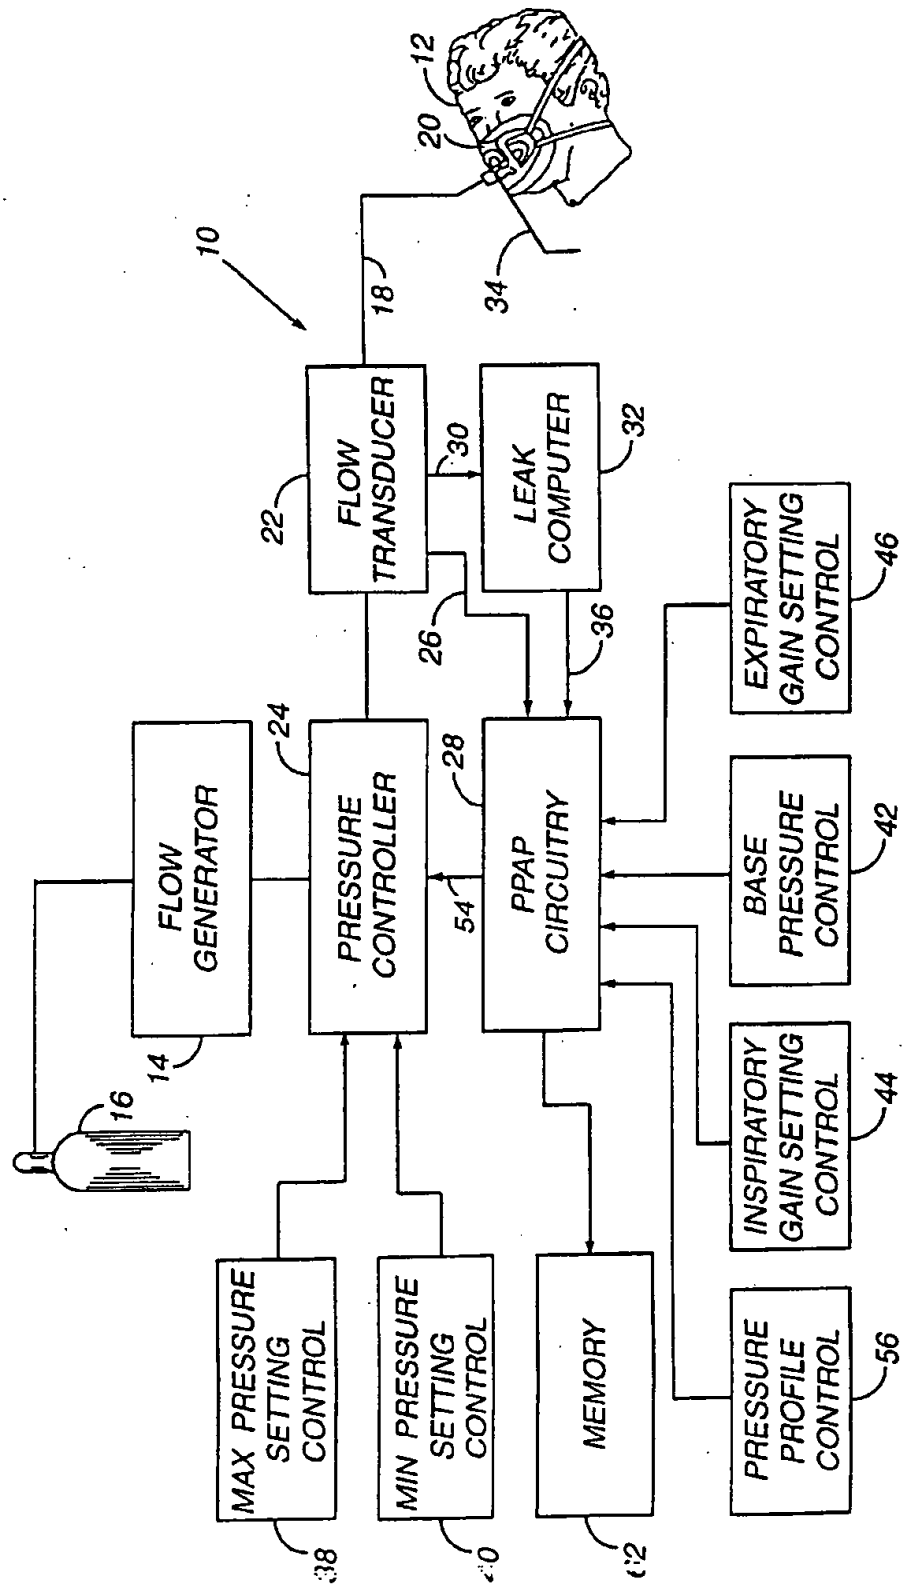 16
14
FLOW
GENERATOR
10
12
20
18
34
MAX PRESSURE
SETTING
CONTROL
38
24
PRESSURE
CONTROLLER
22
FLOW
TRANSDUCER
MIN PRESSURE
SETTING
CONTROL
54
26
30
28
PPAP
CIRCUITRY
LEAK
COMPUTER
32
36
MEMORY
PRESSURE
PROFILE
CONTROL
56
INSPIRATORY
GAIN SETTING
CONTROL
44
BASE
PRESSURE
CONTROL
42
EXPIRATORY
GAIN SETTING
CONTROL
46